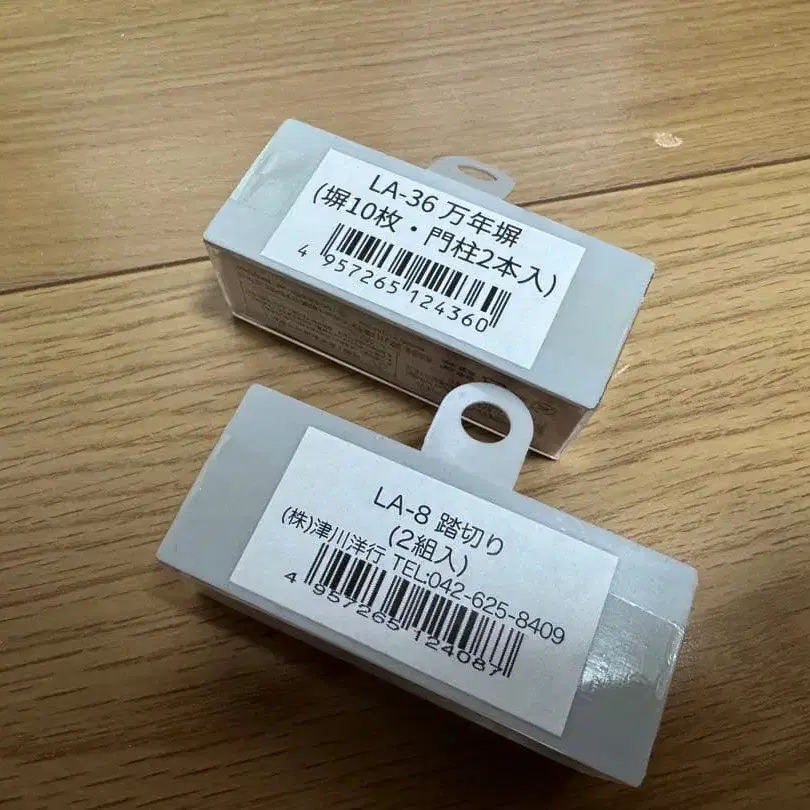 LA-36 万年塀
(塀10枚・門柱2本入)
4 957265 124360
LA-8 踏切り
(2組入)
(株)津川洋行 TEL:042-625-8409
4 957265 124087